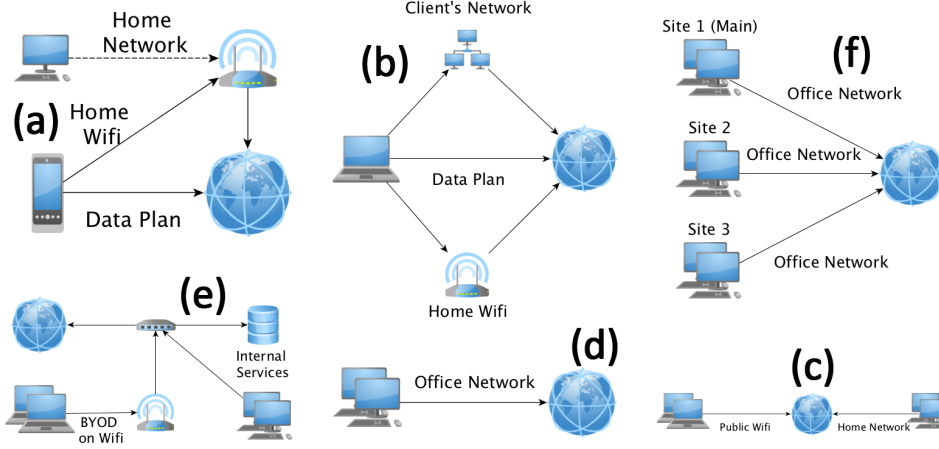 Home
Network
(a)
Home
Wifi
Data Plan
Client's Network
(b)
Data Plan
Home Wifi
Site 1 (Main)
(f)
Office Network
Site 2
Office Network
Site 3
Office Network
(e)
Internal
Services
BYOD
on Wifi
(d)
Office Network
(c)
Public Wifi
Home Network